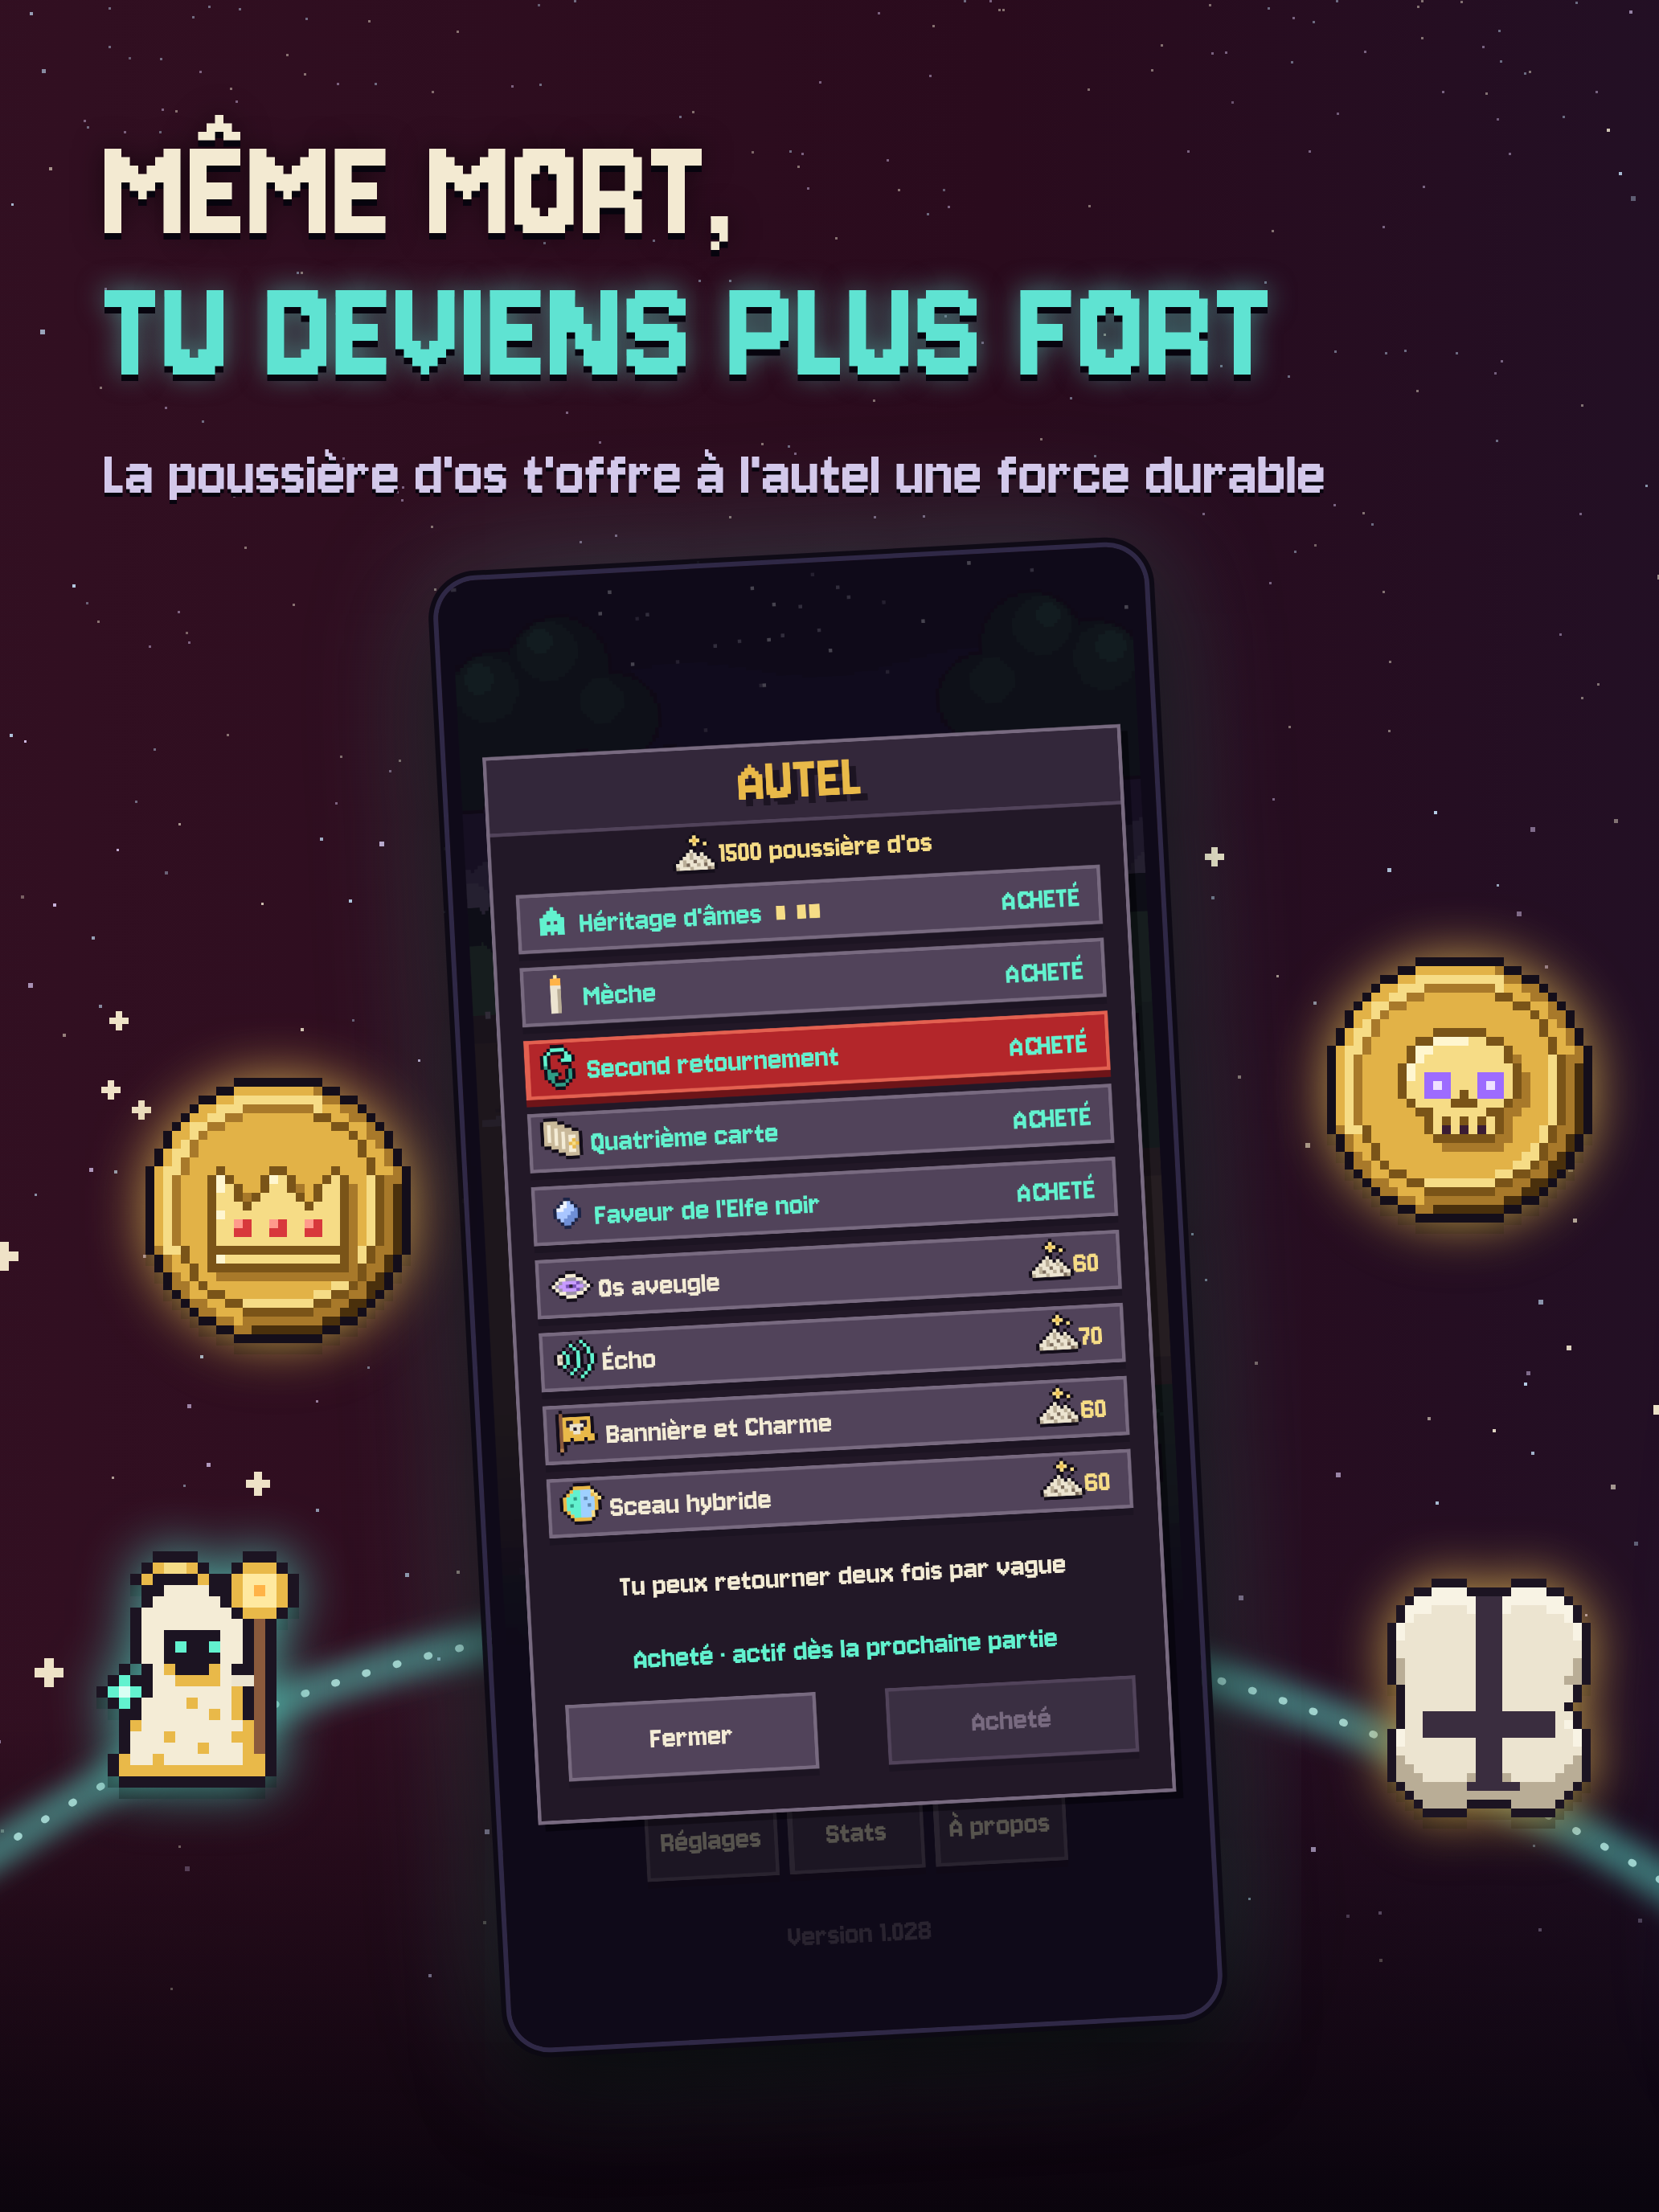 MÊME MORT,
TU DEVIENS PLUS FORT
La poussière d'os t'offre à l'autel une force durable
AUTEL
1500 poussière d'os
Héritage d'âmes ACHETÉ
Mèche ACHETÉ
Second retournement ACHETÉ
Quatrième carte ACHETÉ
Faveur de l'Elfe noir ACHETÉ
Os aveugle 60
Écho 70
Bannière et Charme 60
Sceau hybride 60
Tu peux retourner deux fois par vague
Acheté · actif dès la prochaine partie
Fermer Acheté
Réglages Stats À propos
Version 1.028